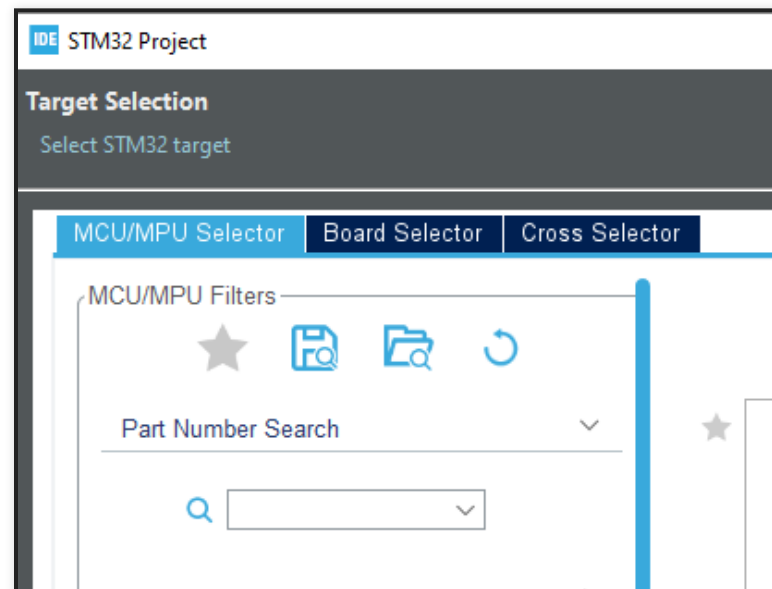 IDE STM32 Project
Target Selection
Select STM32 target
MCU/MPU Selector Board Selector Cross Selector
MCU/MPU Filters
Part Number Search